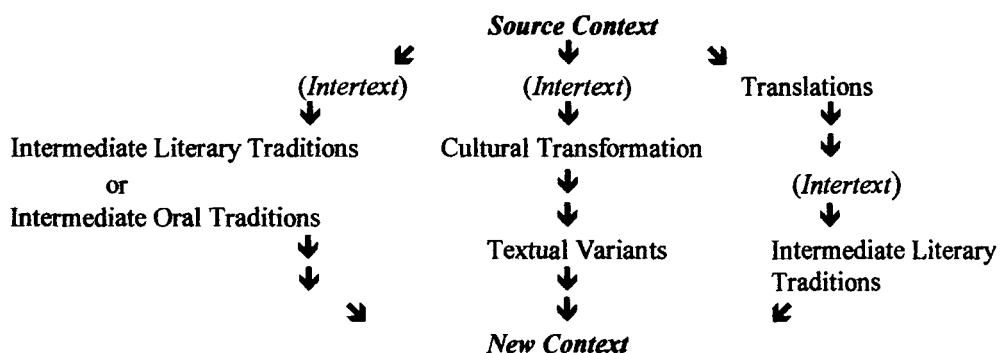 Source Context
(Intertext) (Intertext) Translations
Intermediate Literary Traditions Cultural Transformation
or (Intertext)
Intermediate Oral Traditions
Textual Variants Intermediate Literary
Traditions
New Context